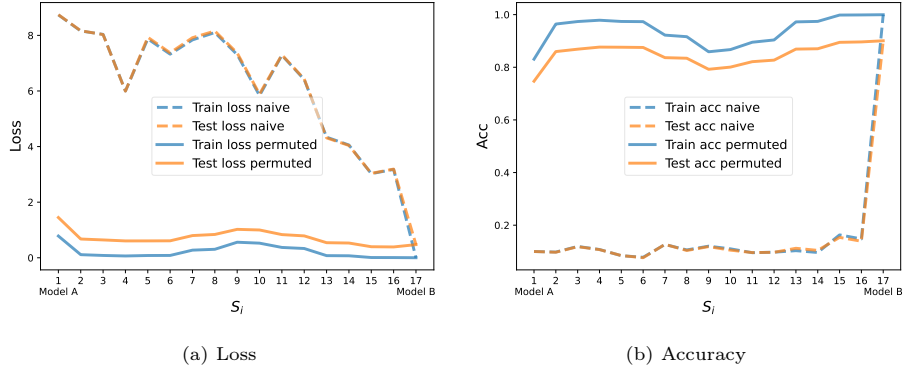 Loss
8
6
4
2
0
Train loss naive
Test loss naive
Train loss permuted
Test loss permuted
1 2 3 4 5 6 7 8 9 10 11 12 13 14 15 16 17
Model A Model B
S_i
(a) Loss
Acc
1.0
0.8
0.6
0.4
0.2
Train acc naive
Test acc naive
Train acc permuted
Test acc permuted
1 2 3 4 5 6 7 8 9 10 11 12 13 14 15 16 17
Model A Model B
S_i
(b) Accuracy